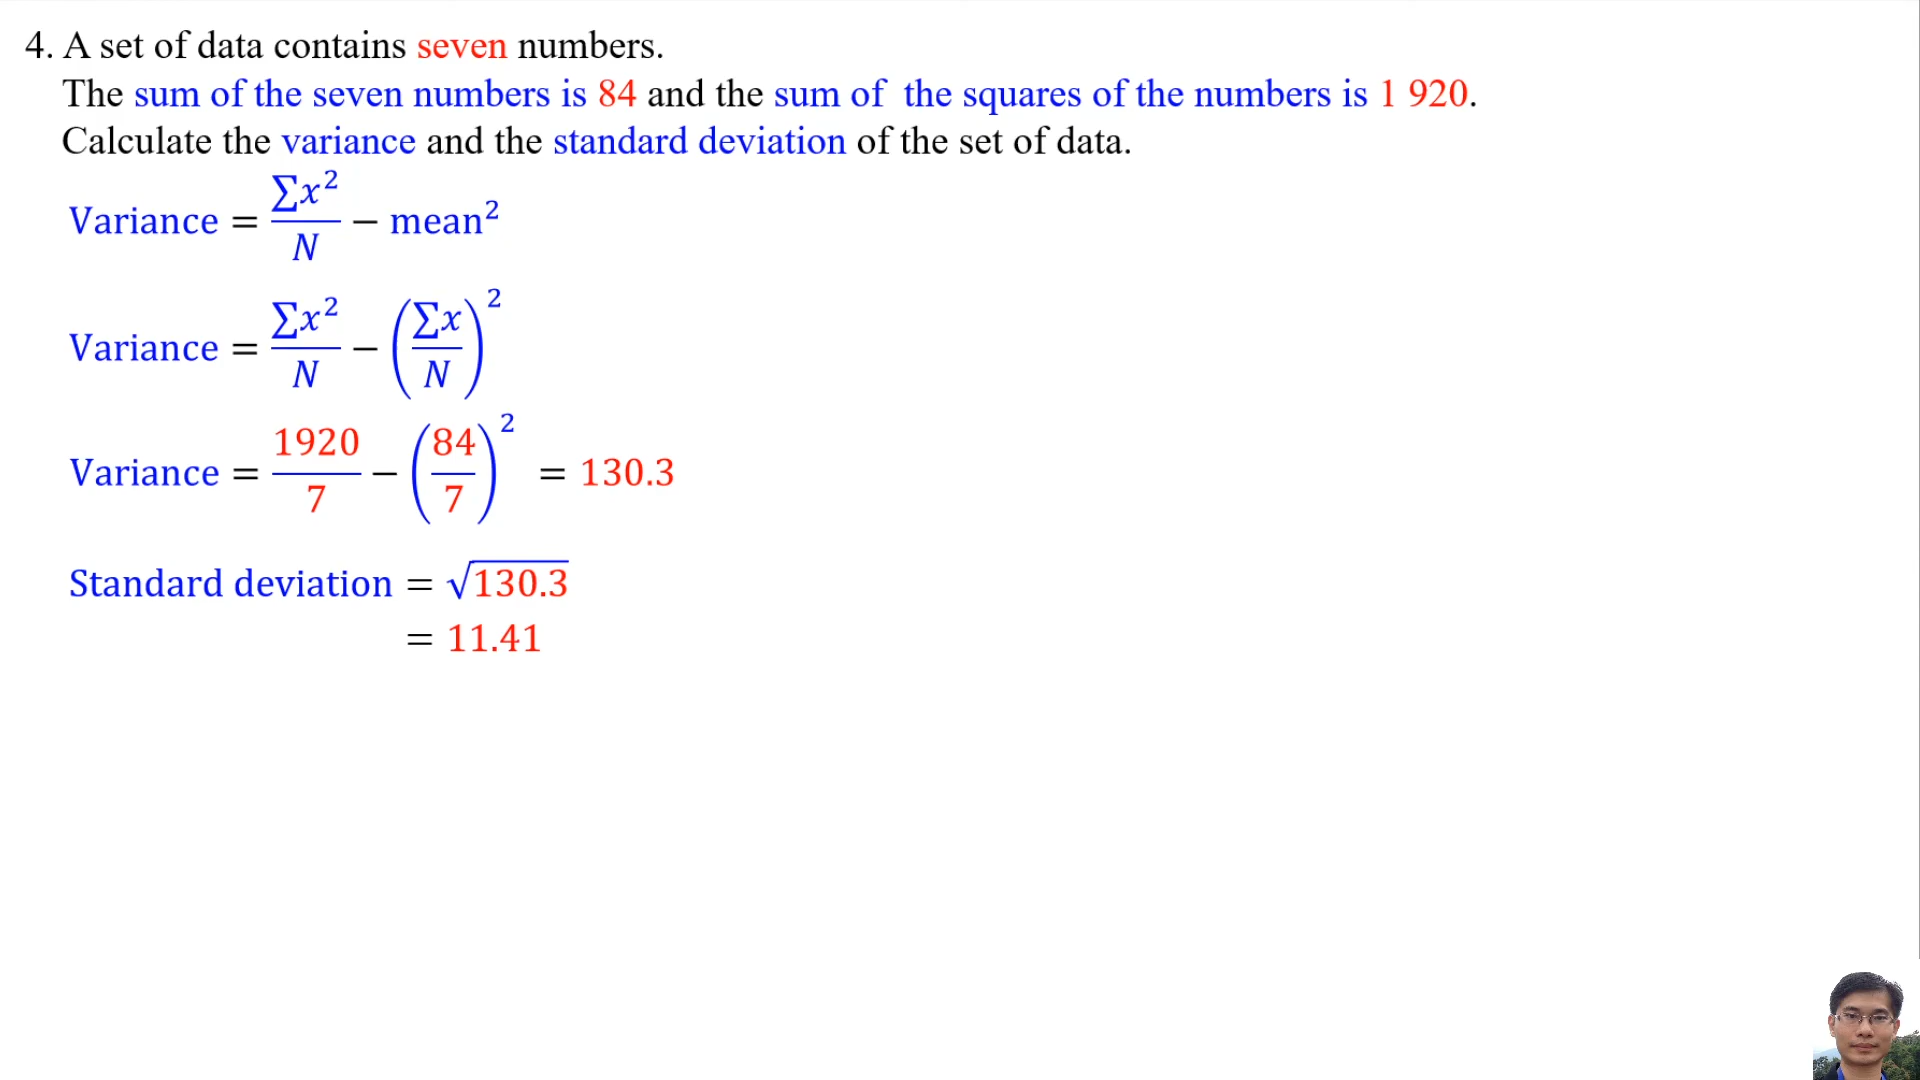 4. A set of data contains seven numbers.
The sum of the seven numbers is 84 and the sum of the squares of the numbers is 1 920.
Calculate the variance and the standard deviation of the set of data.
Variance = ∑x²/N − mean²
Variance = ∑x²/N − (∑x/N)²
Variance = 1920/7 − (84/7)² = 130.3
Standard deviation = √130.3
= 11.41